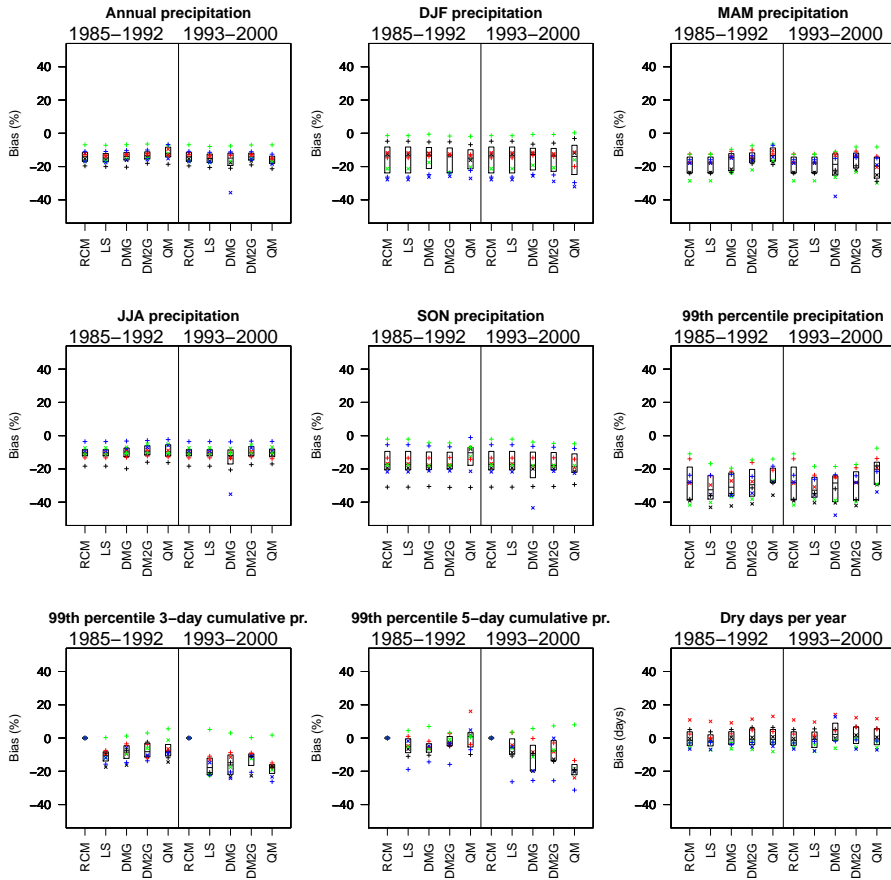 Annual precipitation
1985−1992 1993−2000
Bias (%)
40
20
0
−20
−40
RCM LS DMG DM2G QM RCM LS DMG DM2G QM
DJF precipitation
1985−1992 1993−2000
Bias (%)
40
20
0
−20
−40
RCM LS DMG DM2G QM RCM LS DMG DM2G QM
MAM precipitation
1985−1992 1993−2000
Bias (%)
40
20
0
−20
−40
RCM LS DMG DM2G QM RCM LS DMG DM2G QM
JJA precipitation
1985−1992 1993−2000
Bias (%)
40
20
0
−20
−40
RCM LS DMG DM2G QM RCM LS DMG DM2G QM
SON precipitation
1985−1992 1993−2000
Bias (%)
40
20
0
−20
−40
RCM LS DMG DM2G QM RCM LS DMG DM2G QM
99th percentile precipitation
1985−1992 1993−2000
Bias (%)
40
20
0
−20
−40
RCM LS DMG DM2G QM RCM LS DMG DM2G QM
99th percentile 3−day cumulative pr.
1985−1992 1993−2000
Bias (%)
40
20
0
−20
−40
RCM LS DMG DM2G QM RCM LS DMG DM2G QM
99th percentile 5−day cumulative pr.
1985−1992 1993−2000
Bias (%)
40
20
0
−20
−40
RCM LS DMG DM2G QM RCM LS DMG DM2G QM
Dry days per year
1985−1992 1993−2000
Bias (days)
40
20
0
−20
−40
RCM LS DMG DM2G QM RCM LS DMG DM2G QM